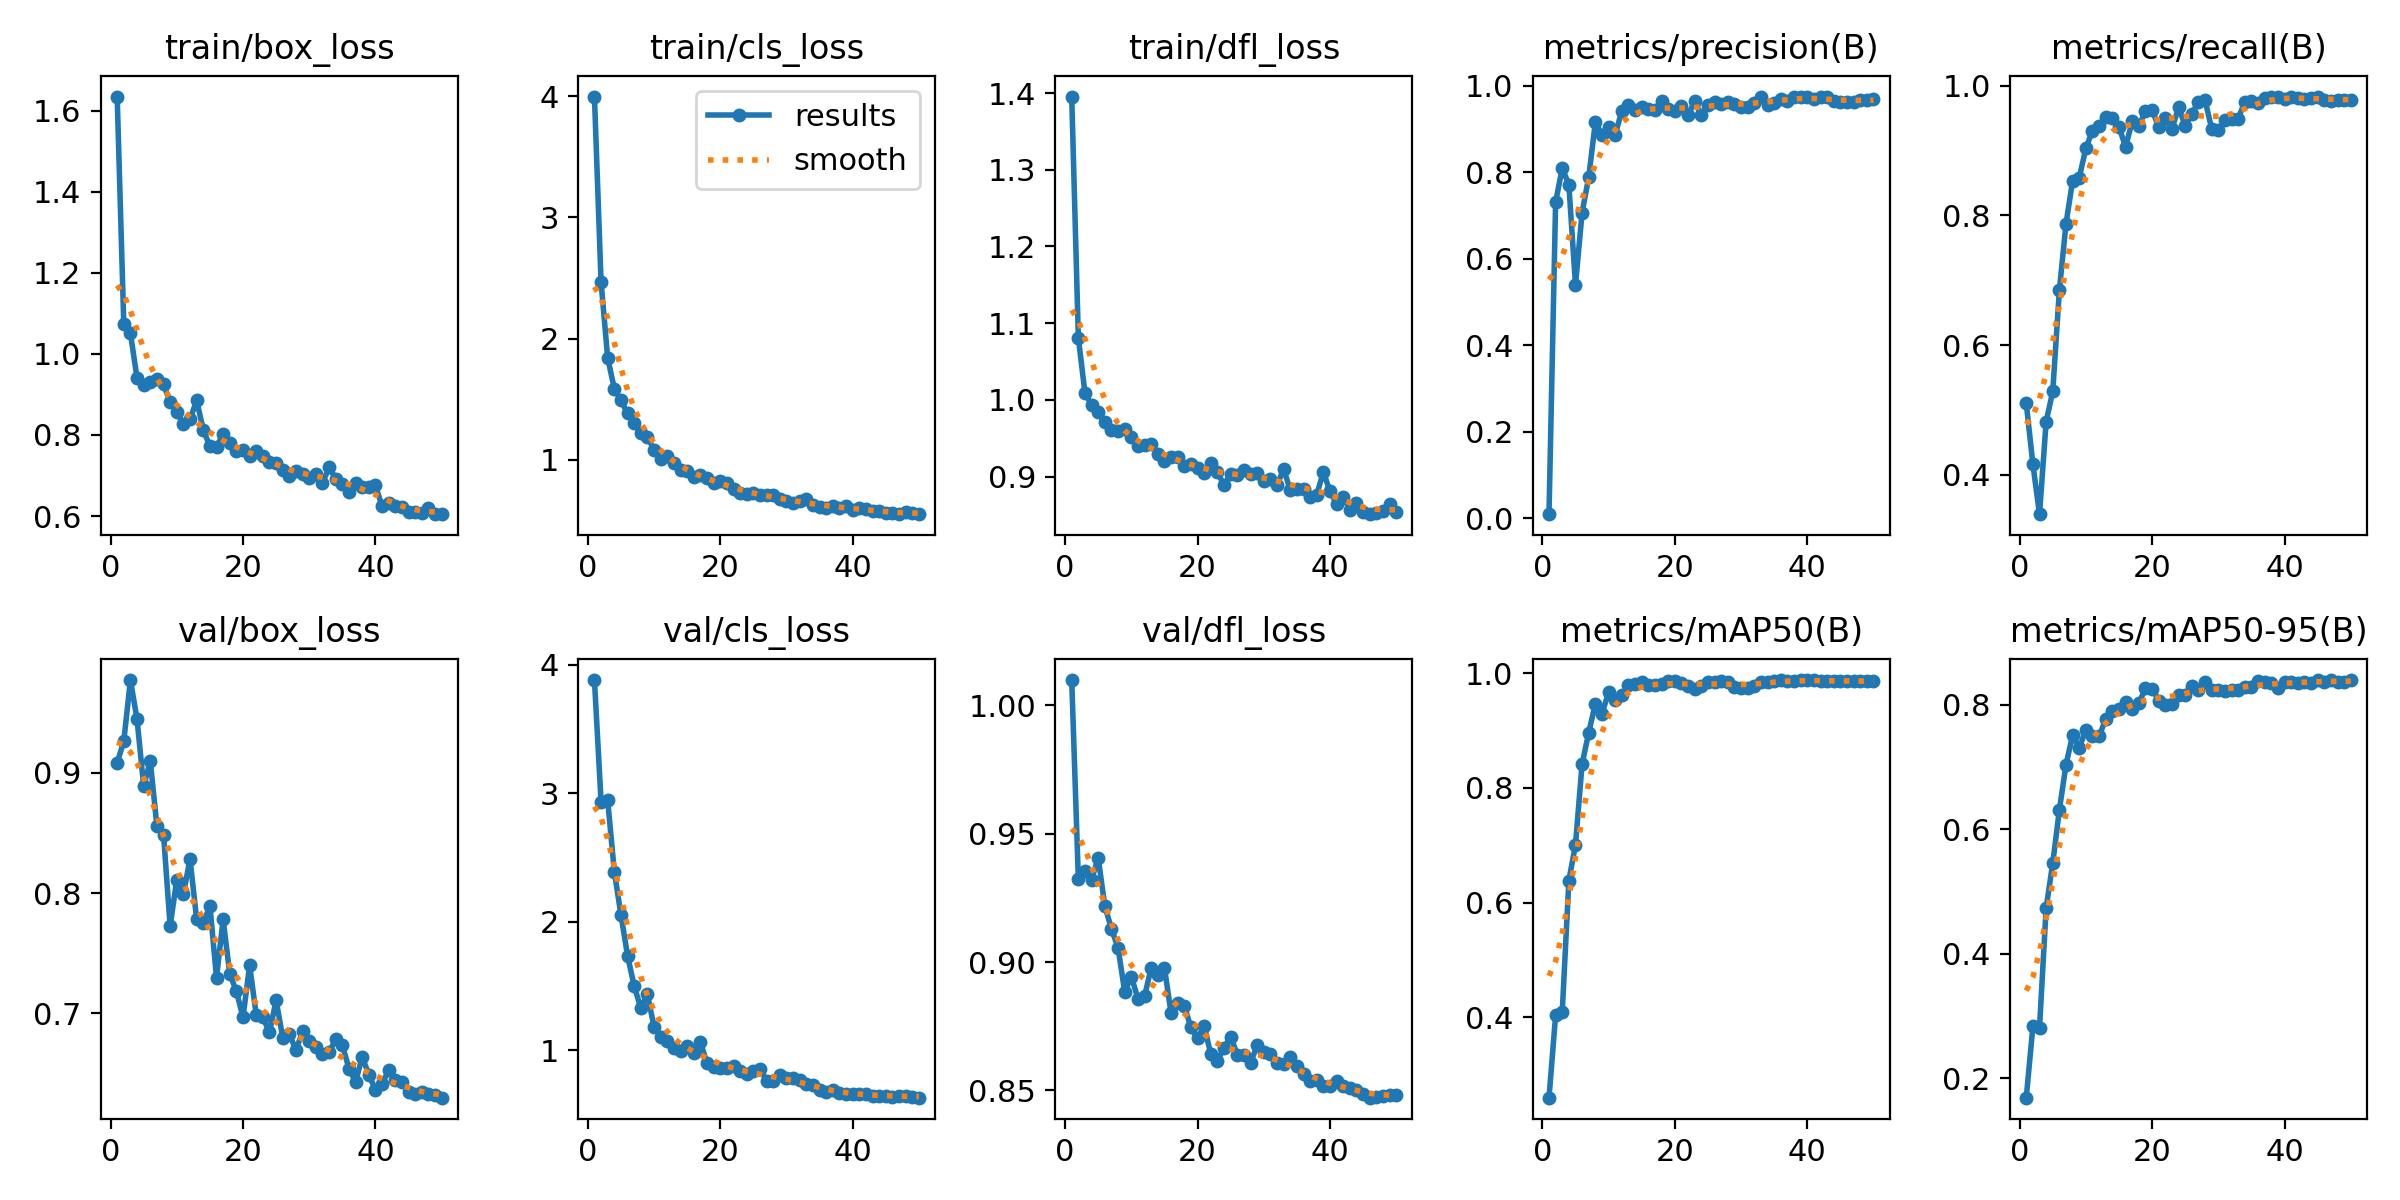 train/box_loss
1.6
1.4
1.2
1.0
0.8
0.6
0 20 40
train/cls_loss
results
smooth
4
3
2
1
0 20 40
train/dfl_loss
1.4
1.3
1.2
1.1
1.0
0.9
0 20 40
metrics/precision(B)
1.0
0.8
0.6
0.4
0.2
0.0
0 20 40
metrics/recall(B)
1.0
0.8
0.6
0.4
0 20 40
val/box_loss
0.9
0.8
0.7
0 20 40
val/cls_loss
4
3
2
1
0 20 40
val/dfl_loss
1.00
0.95
0.90
0.85
0 20 40
metrics/mAP50(B)
1.0
0.8
0.6
0.4
0 20 40
metrics/mAP50-95(B)
0.8
0.6
0.4
0.2
0 20 40